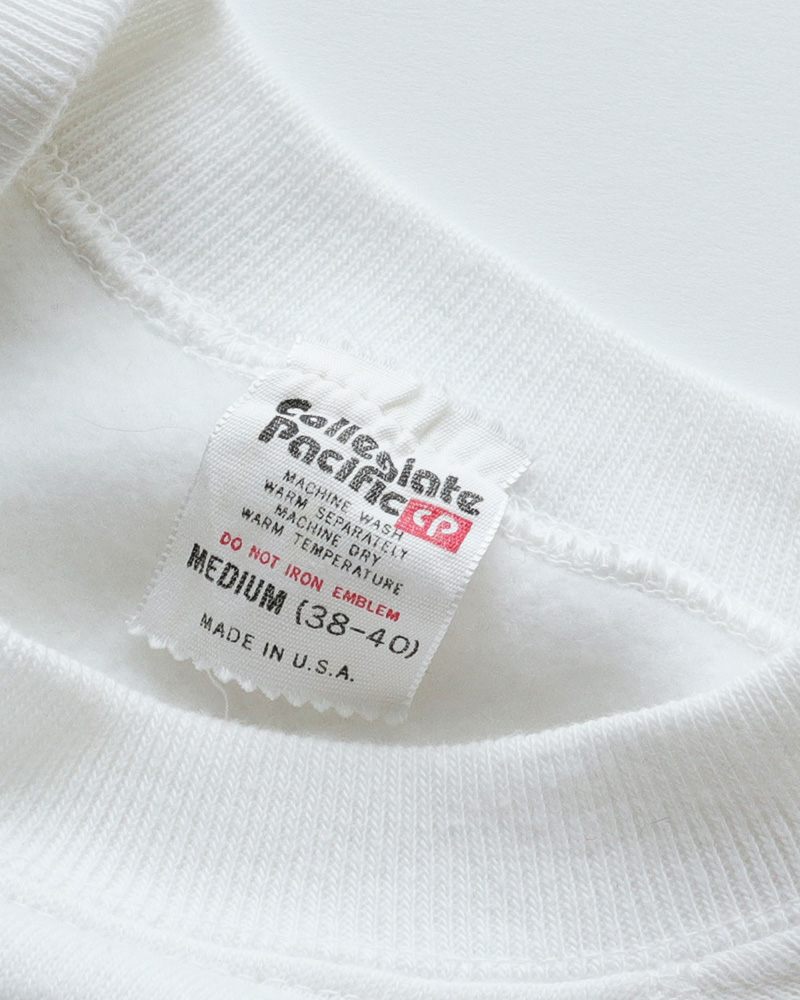 Collegiate
Pacific CP
MACHINE WASH
WARM SEPARATELY
MACHINE DRY
WARM TEMPERATURE
DO NOT IRON EMBLEM
MEDIUM (38-40)
MADE IN U.S.A.